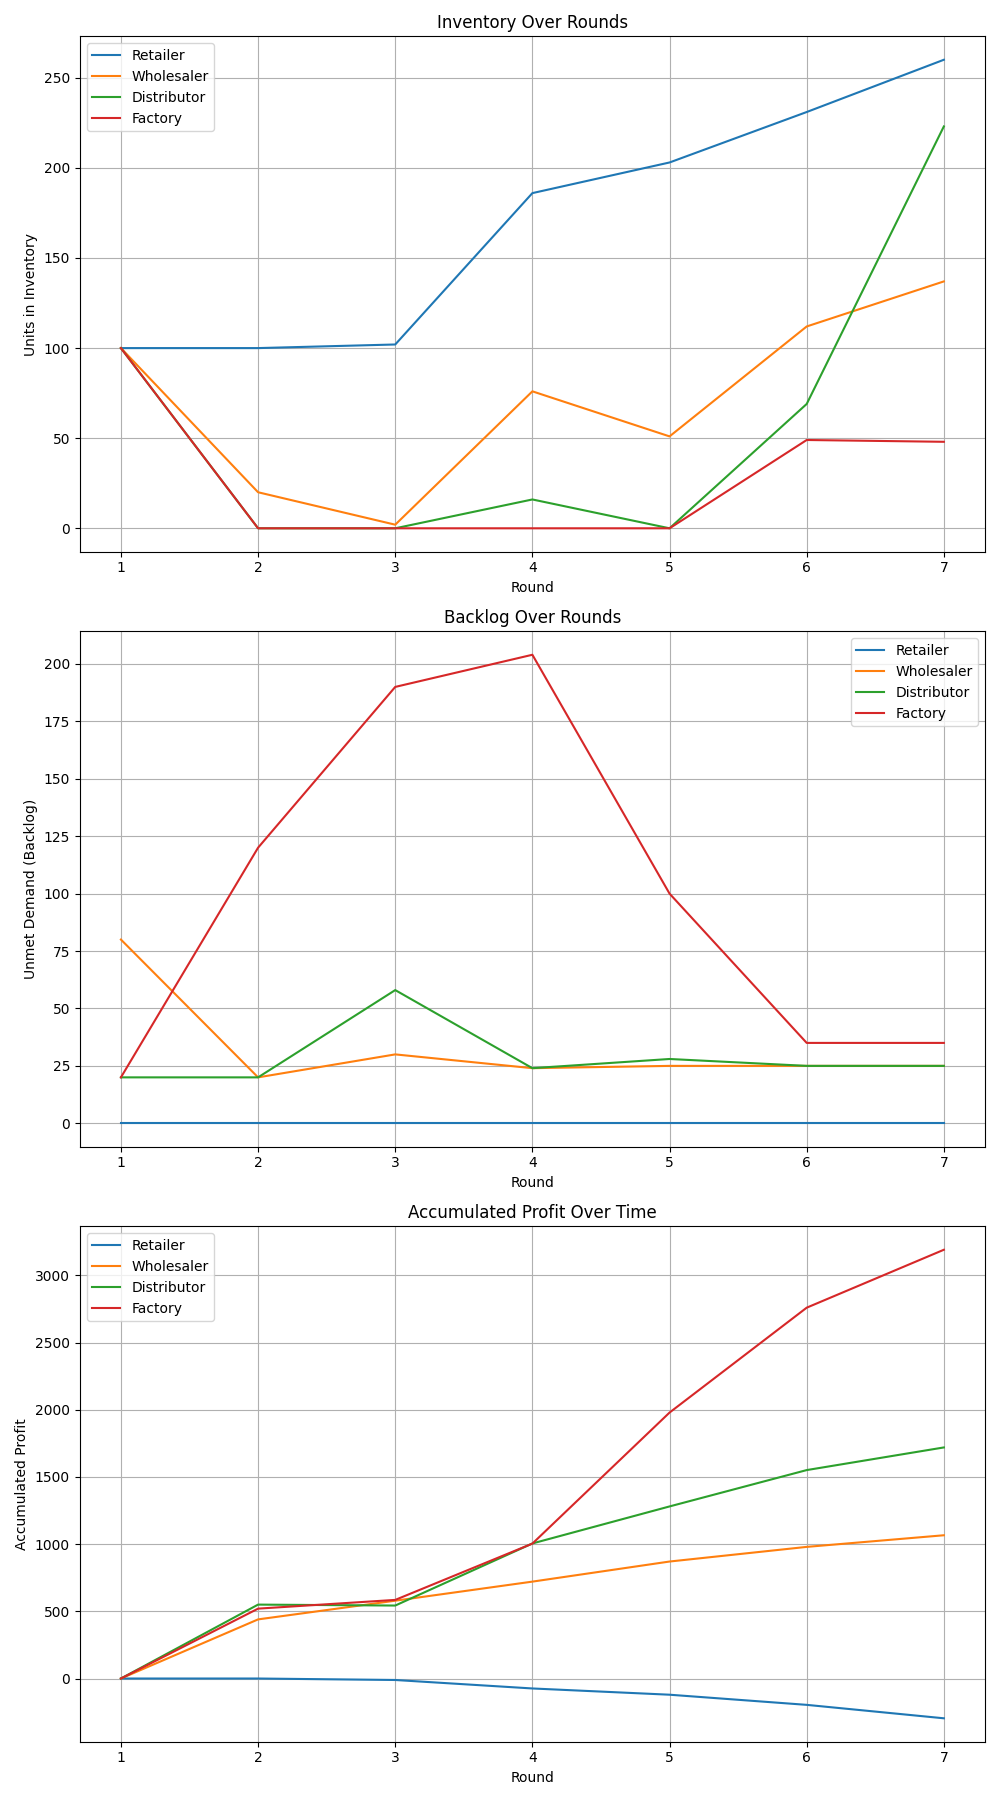 Inventory Over Rounds
Retailer
Wholesaler
Distributor
Factory
Units in Inventory
250
200
150
100
50
0
1 2 3 4 5 6 7
Round
Backlog Over Rounds
Retailer
Wholesaler
Distributor
Factory
Unmet Demand (Backlog)
200
175
150
125
100
75
50
25
0
1 2 3 4 5 6 7
Round
Accumulated Profit Over Time
Retailer
Wholesaler
Distributor
Factory
Accumulated Profit
3000
2500
2000
1500
1000
500
0
1 2 3 4 5 6 7
Round